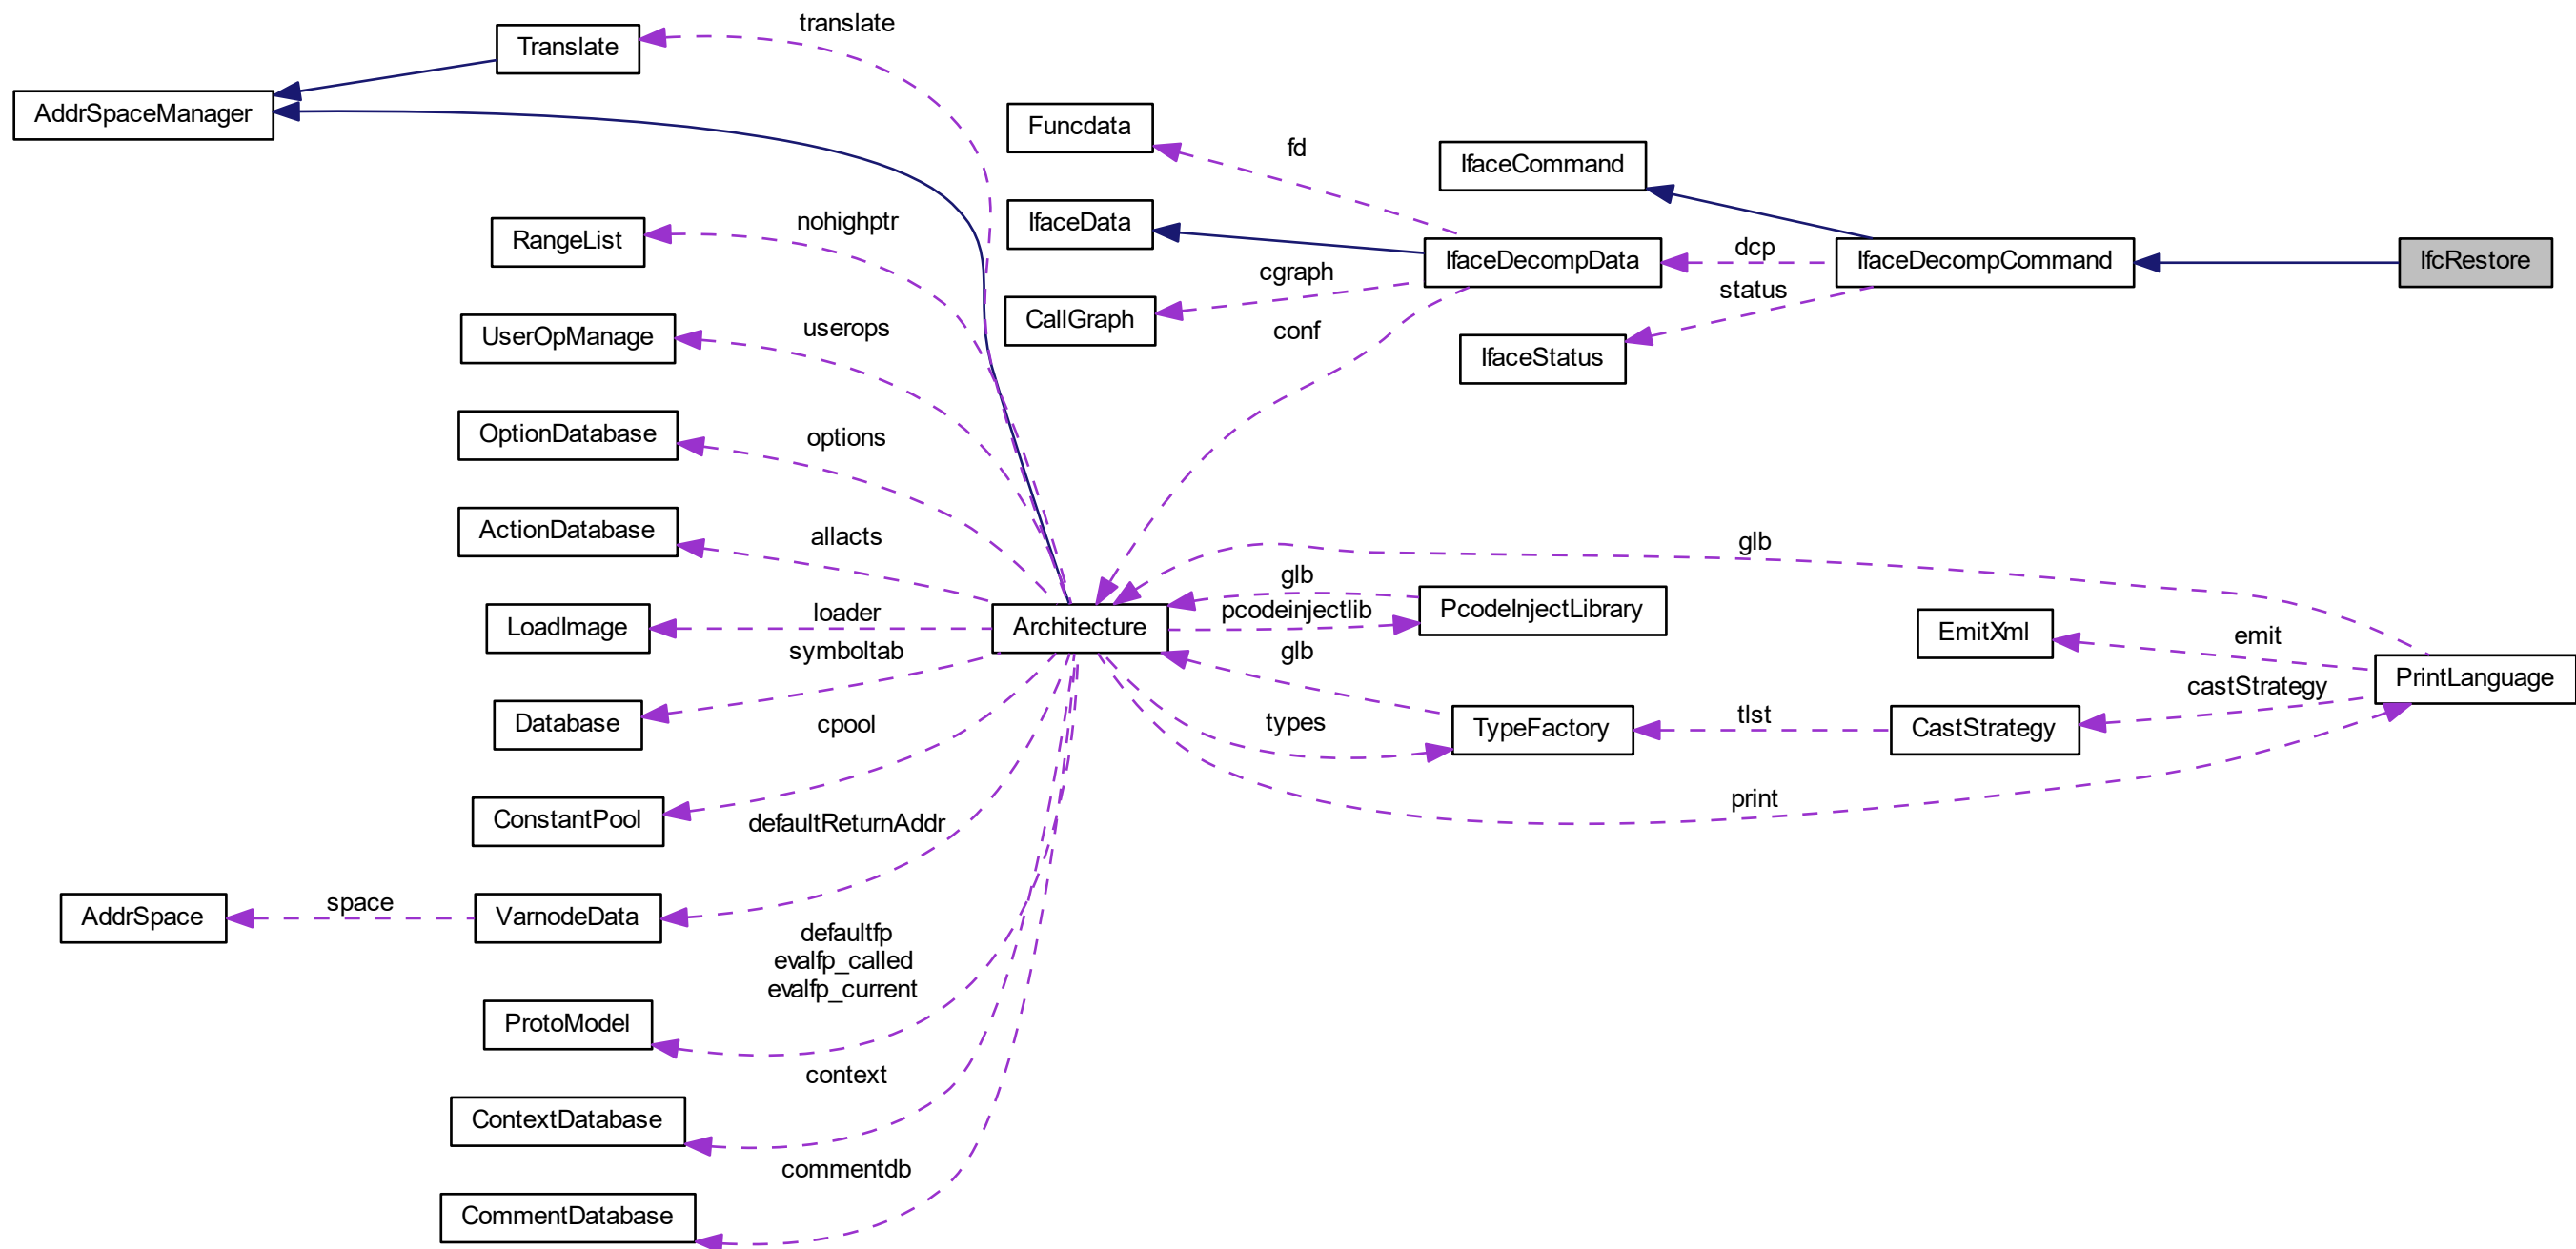 translate
Translate
AddrSpaceManager
Funcdata
fd
IfaceCommand
nohighptr
RangeList
IfaceData
IfaceDecompData
dcp
IfaceDecompCommand
IfcRestore
cgraph
status
userops
UserOpManage
CallGraph
conf
IfaceStatus
options
OptionDatabase
allacts
ActionDatabase
glb
glb
loader
LoadImage
Architecture
pcodeinjectlib
PcodeInjectLibrary
EmitXml
emit
symboltab
glb
PrintLanguage
castStrategy
Database
cpool
types
TypeFactory
tlst
CastStrategy
print
ConstantPool
defaultReturnAddr
AddrSpace
space
VarnodeData
defaultfp
evalfp_called
evalfp_current
ProtoModel
context
ContextDatabase
commentdb
CommentDatabase